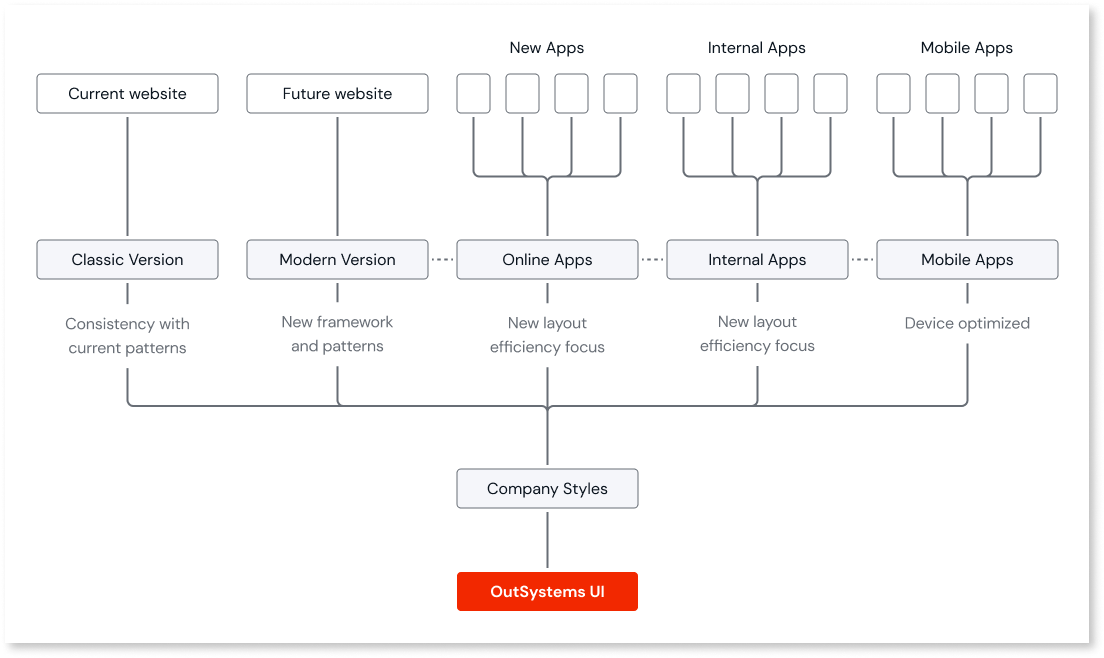 New Apps
Internal Apps
Mobile Apps
Current website
Future website
Classic Version
Modern Version
Online Apps
Internal Apps
Mobile Apps
Consistency with
current patterns
New framework
and patterns
New layout
efficiency focus
New layout
efficiency focus
Device optimized
Company Styles
OutSystems UI